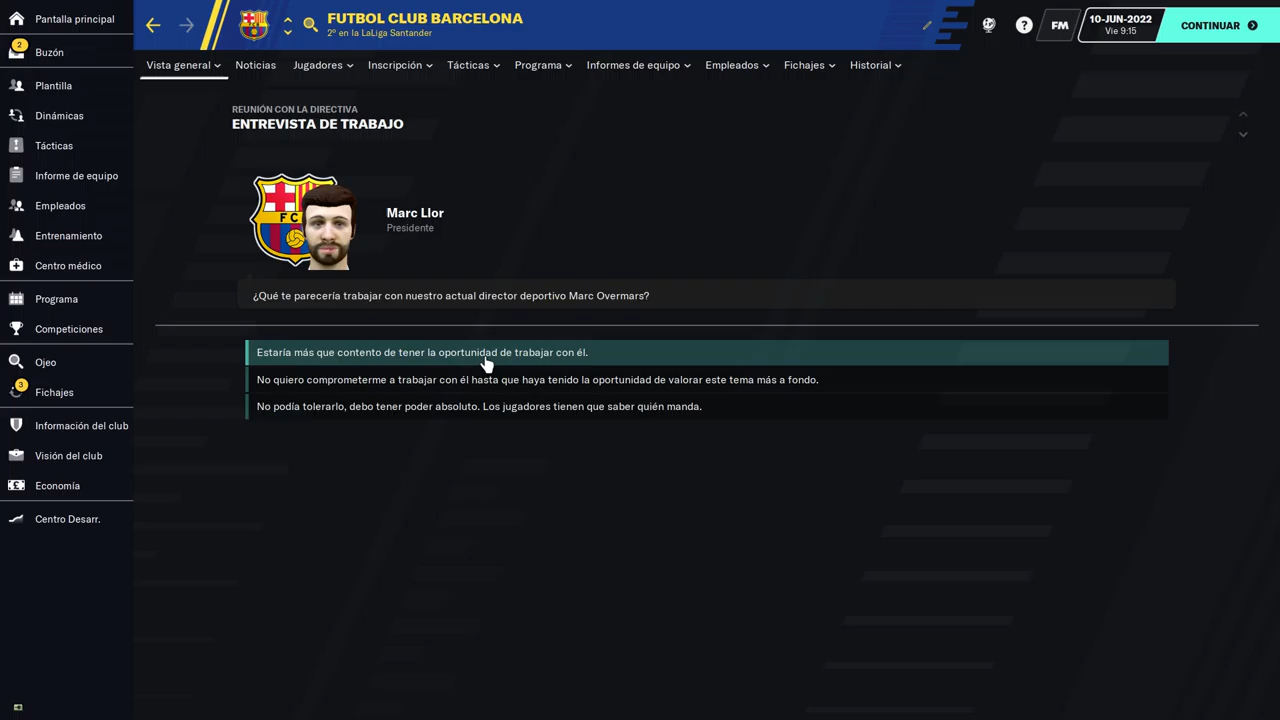 Pantalla principal
2
Buzón
Plantilla
Dinámicas
Tácticas
Informe de equipo
Empleados
Entrenamiento
Centro médico
Programa
Competiciones
Ojeo
3
Fichajes
Información del club
Visión del club
Economía
Centro Desarr.
FUTBOL CLUB BARCELONA
2º en la LaLiga Santander
?
FM
10-JUN-2022
Vie 9:15
CONTINUAR
Vista general
Noticias
Jugadores
Inscripción
Tácticas
Programa
Informes de equipo
Empleados
Fichajes
Historial
REUNIÓN CON LA DIRECTIVA
ENTREVISTA DE TRABAJO
FC
Marc Llor
Presidente
¿Qué te parecería trabajar con nuestro actual director deportivo Marc Overmars?
Estaría más que contento de tener la oportunidad de trabajar con él.
No quiero comprometerme a trabajar con él hasta que haya tenido la oportunidad de valorar este tema más a fondo.
No podía tolerarlo, debo tener poder absoluto. Los jugadores tienen que saber quién manda.